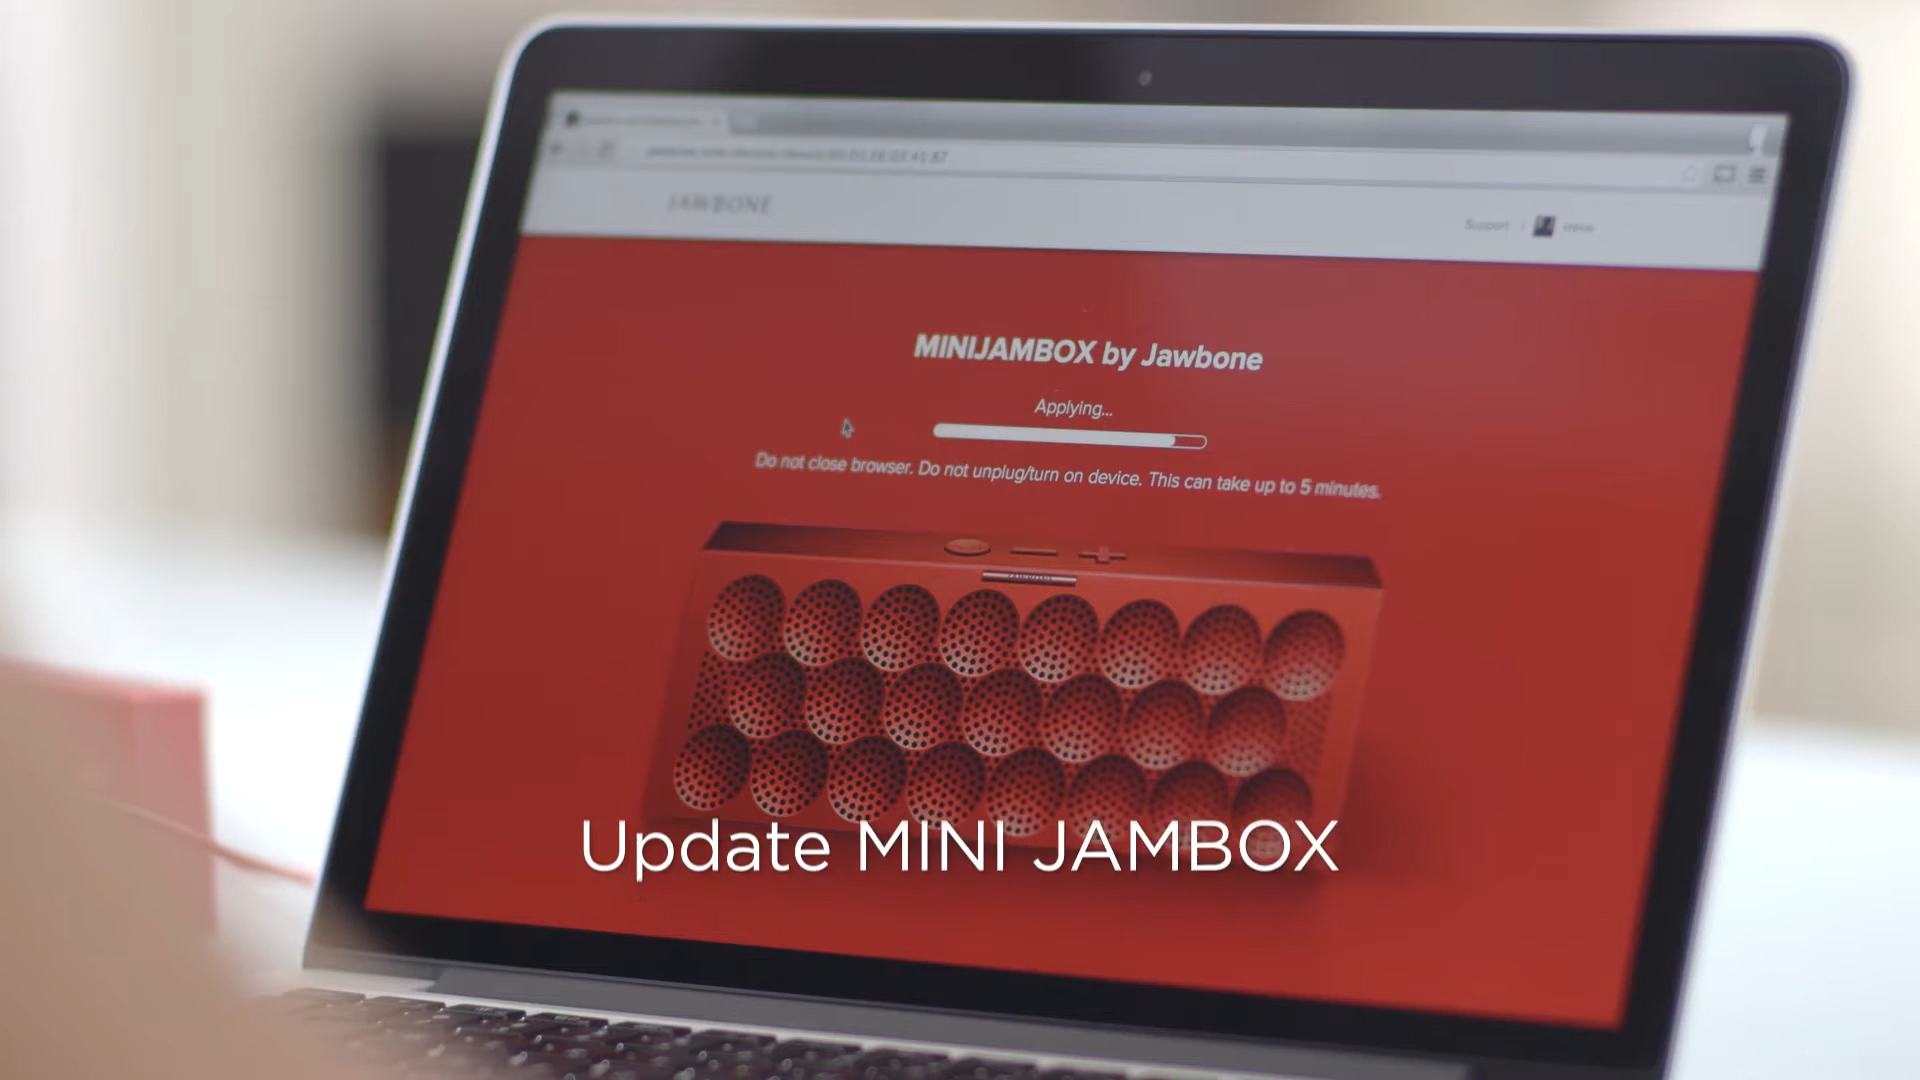 JAWBONE
Support
MINIJAMBOX by Jawbone
Applying...
Do not close browser. Do not unplug/turn on device. This can take up to 5 minutes.
Update MINI JAMBOX